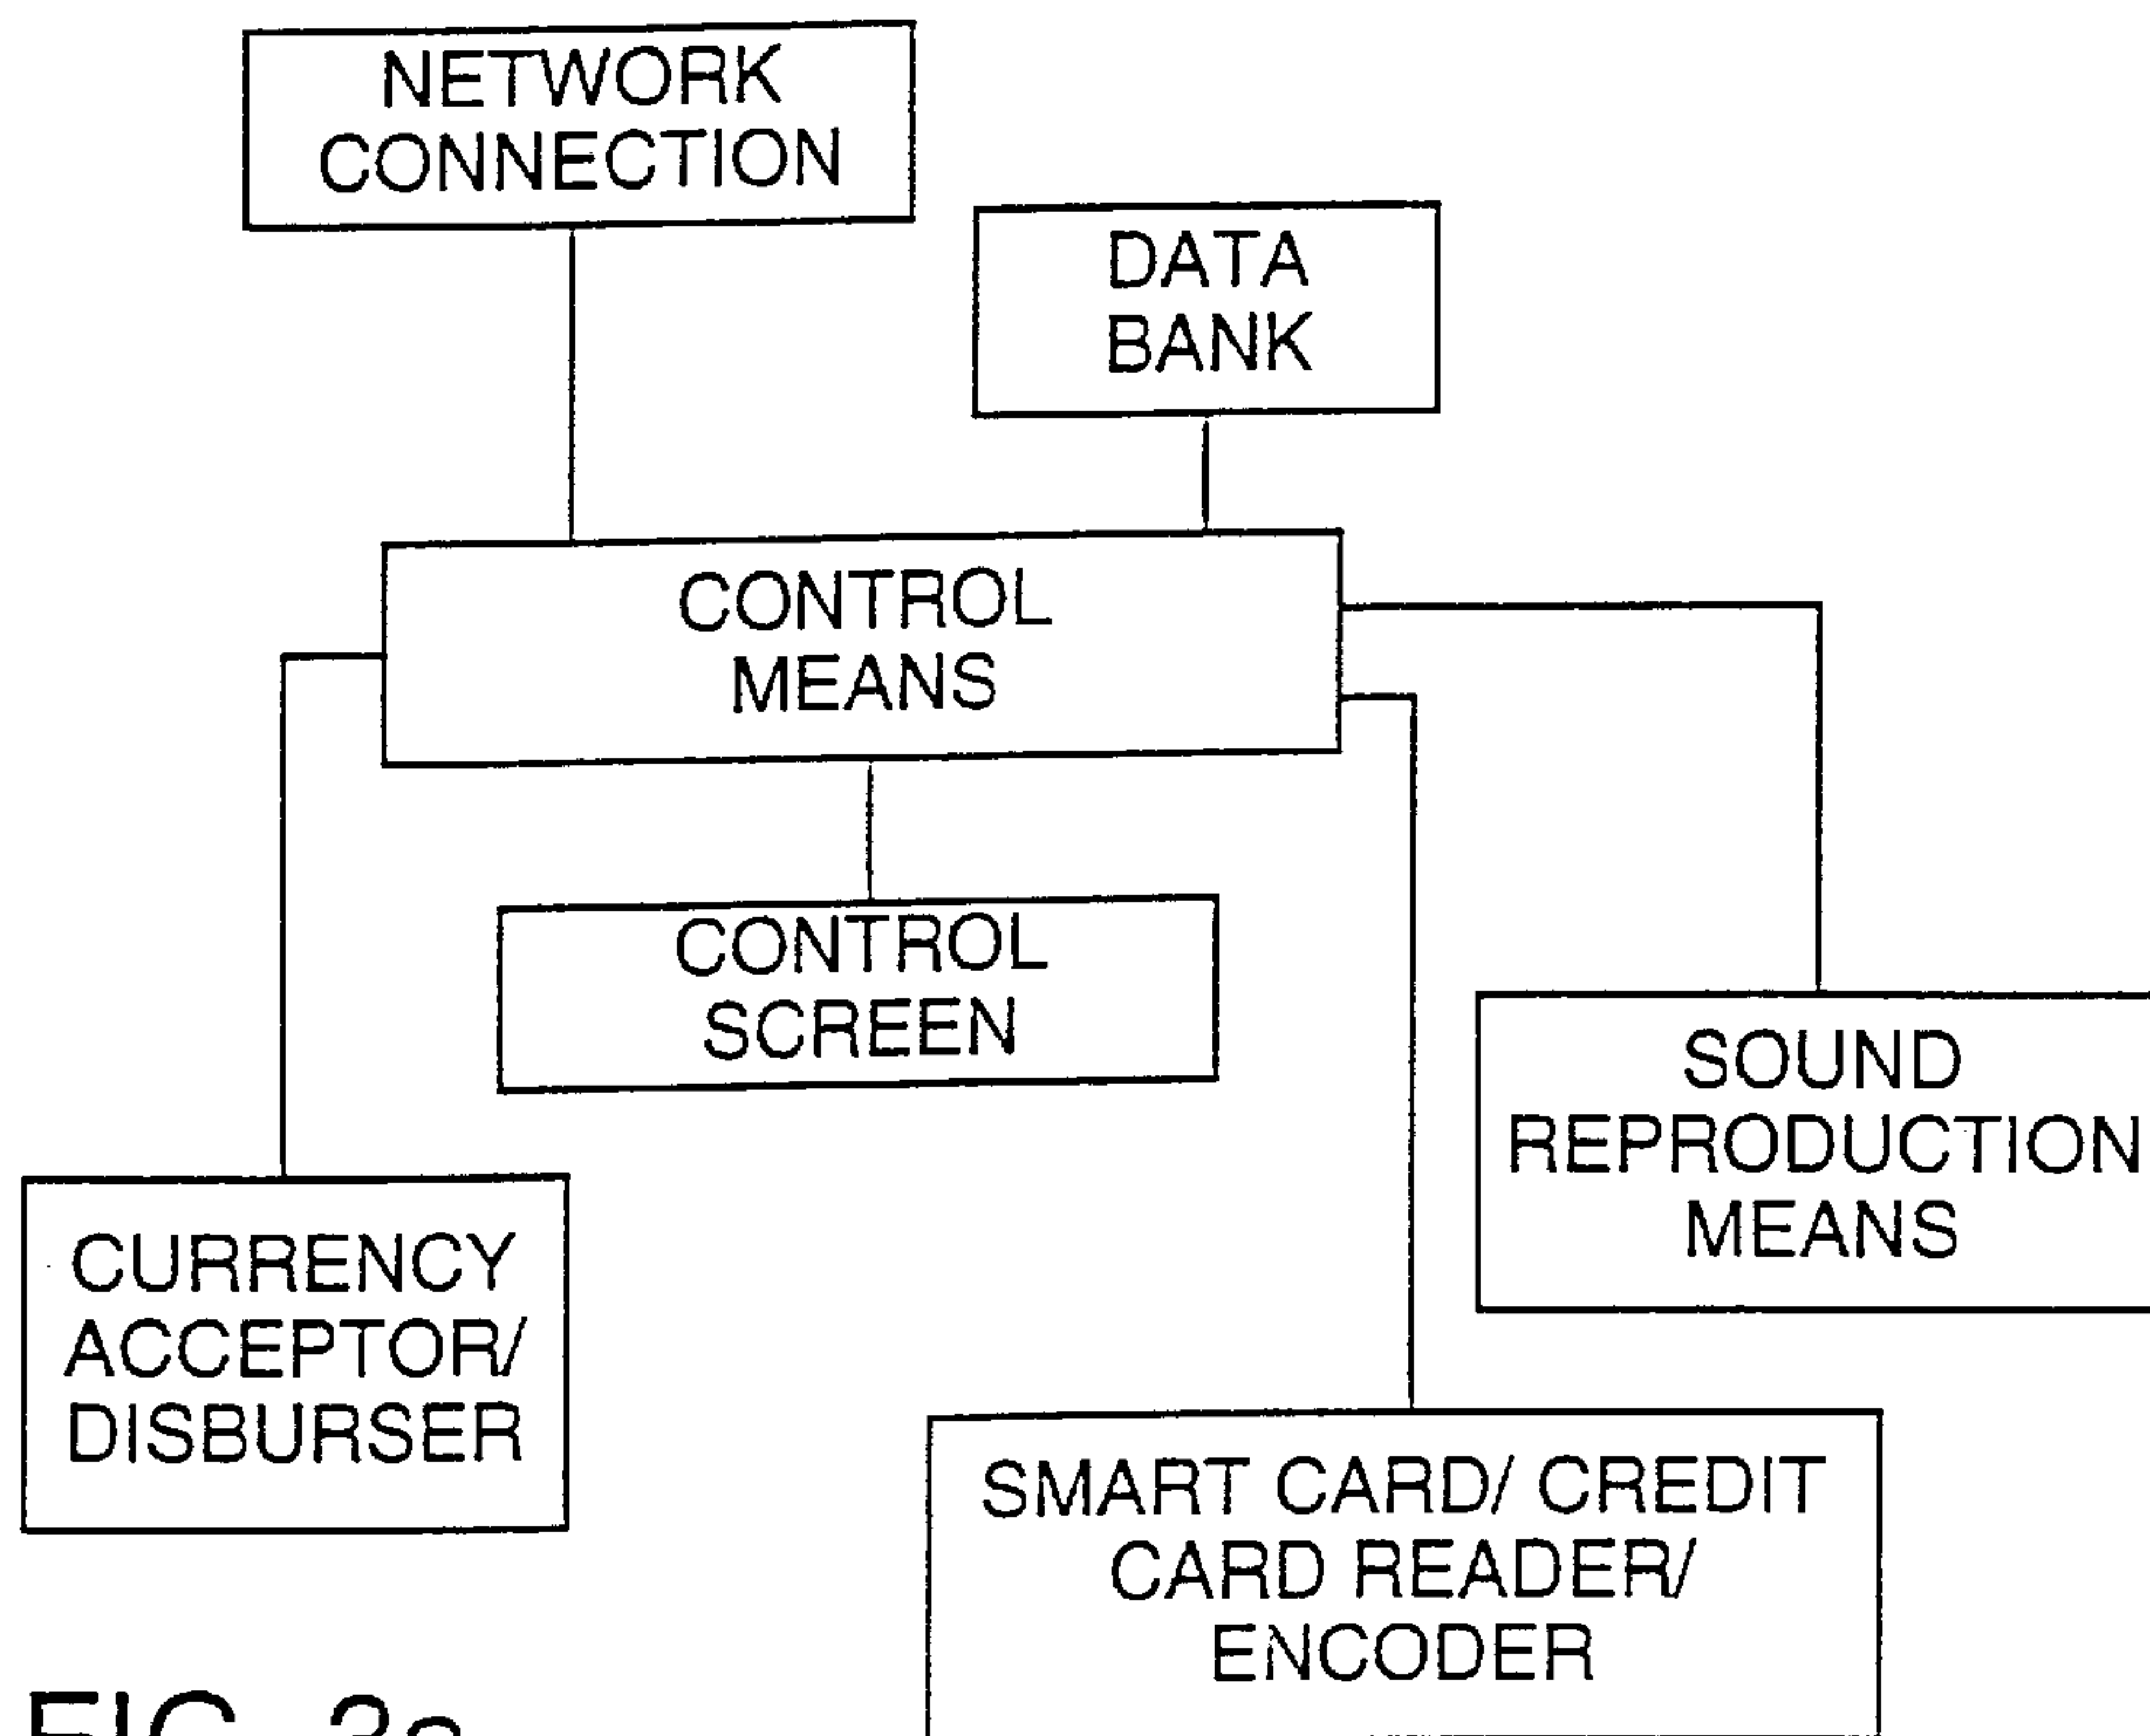 NETWORK
CONNECTION
DATA
BANK
CONTROL
MEANS
CONTROL
SCREEN
SOUND
REPRODUCTION
MEANS
CURRENCY
ACCEPTOR/
DISBURSER
SMART CARD/ CREDIT
CARD READER/
ENCODER
FIG.